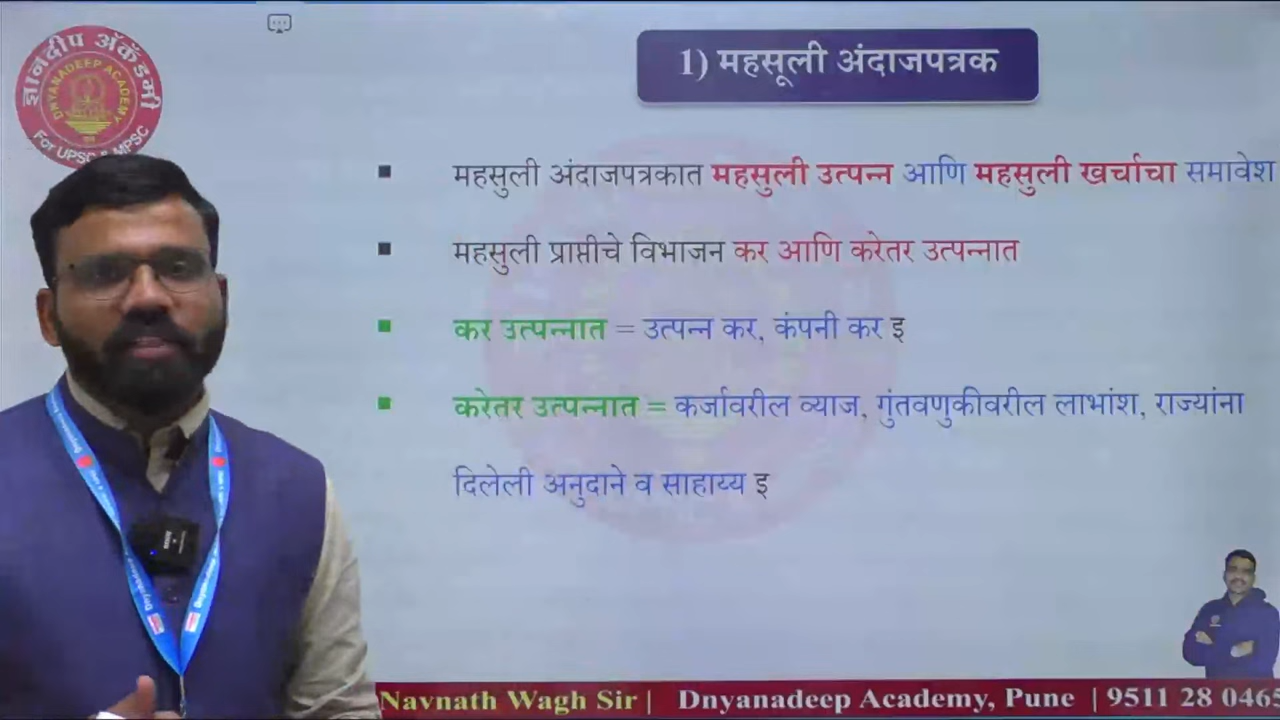 ज्ञानदीप अ‍ॅकॅडमी
DNYANADEEP ACADEMY
For UPSC & MPSC
1) महसूली अंदाजपत्रक
महसुली अंदाजपत्रकात महसुली उत्पन्न आणि महसुली खर्चाचा समावेश
महसुली प्राप्तीचे विभाजन कर आणि करेतर उत्पन्नात
कर उत्पन्नात = उत्पन्न कर, कंपनी कर इ
करेतर उत्पन्नात = कर्जावरील व्याज, गुंतवणुकीवरील लाभांश, राज्यांना
दिलेली अनुदाने व साहाय्य इ
Navnath Wagh Sir | Dnyanadeep Academy, Pune | 9511 28 0465